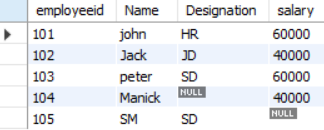 employeeid Name Designation salary
101 john HR 60000
102 Jack JD 40000
103 peter SD 60000
104 Manick NULL 40000
105 SM SD NULL